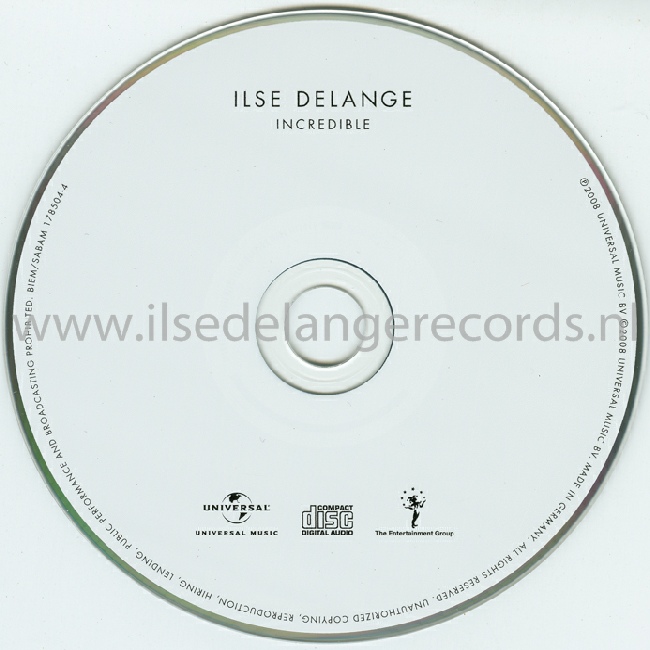 ILSE DELANGE
INCREDIBLE
℗2008 UNIVERSAL MUSIC BV ©2008 UNIVERSAL MUSIC BV. MADE IN GERMANY. ALL RIGHTS RESERVED. UNAUTHORIZED COPYING, REPRODUCTION, HIRING, LENDING, PUBLIC PERFORMANCE AND BROADCASTING PROHIBITED. BIEM/SABAM 178504-4
www.ilsedelangerecords.nl
UNIVERSAL
UNIVERSAL MUSIC
COMPACT
disc
DIGITAL AUDIO
The Entertainment Group